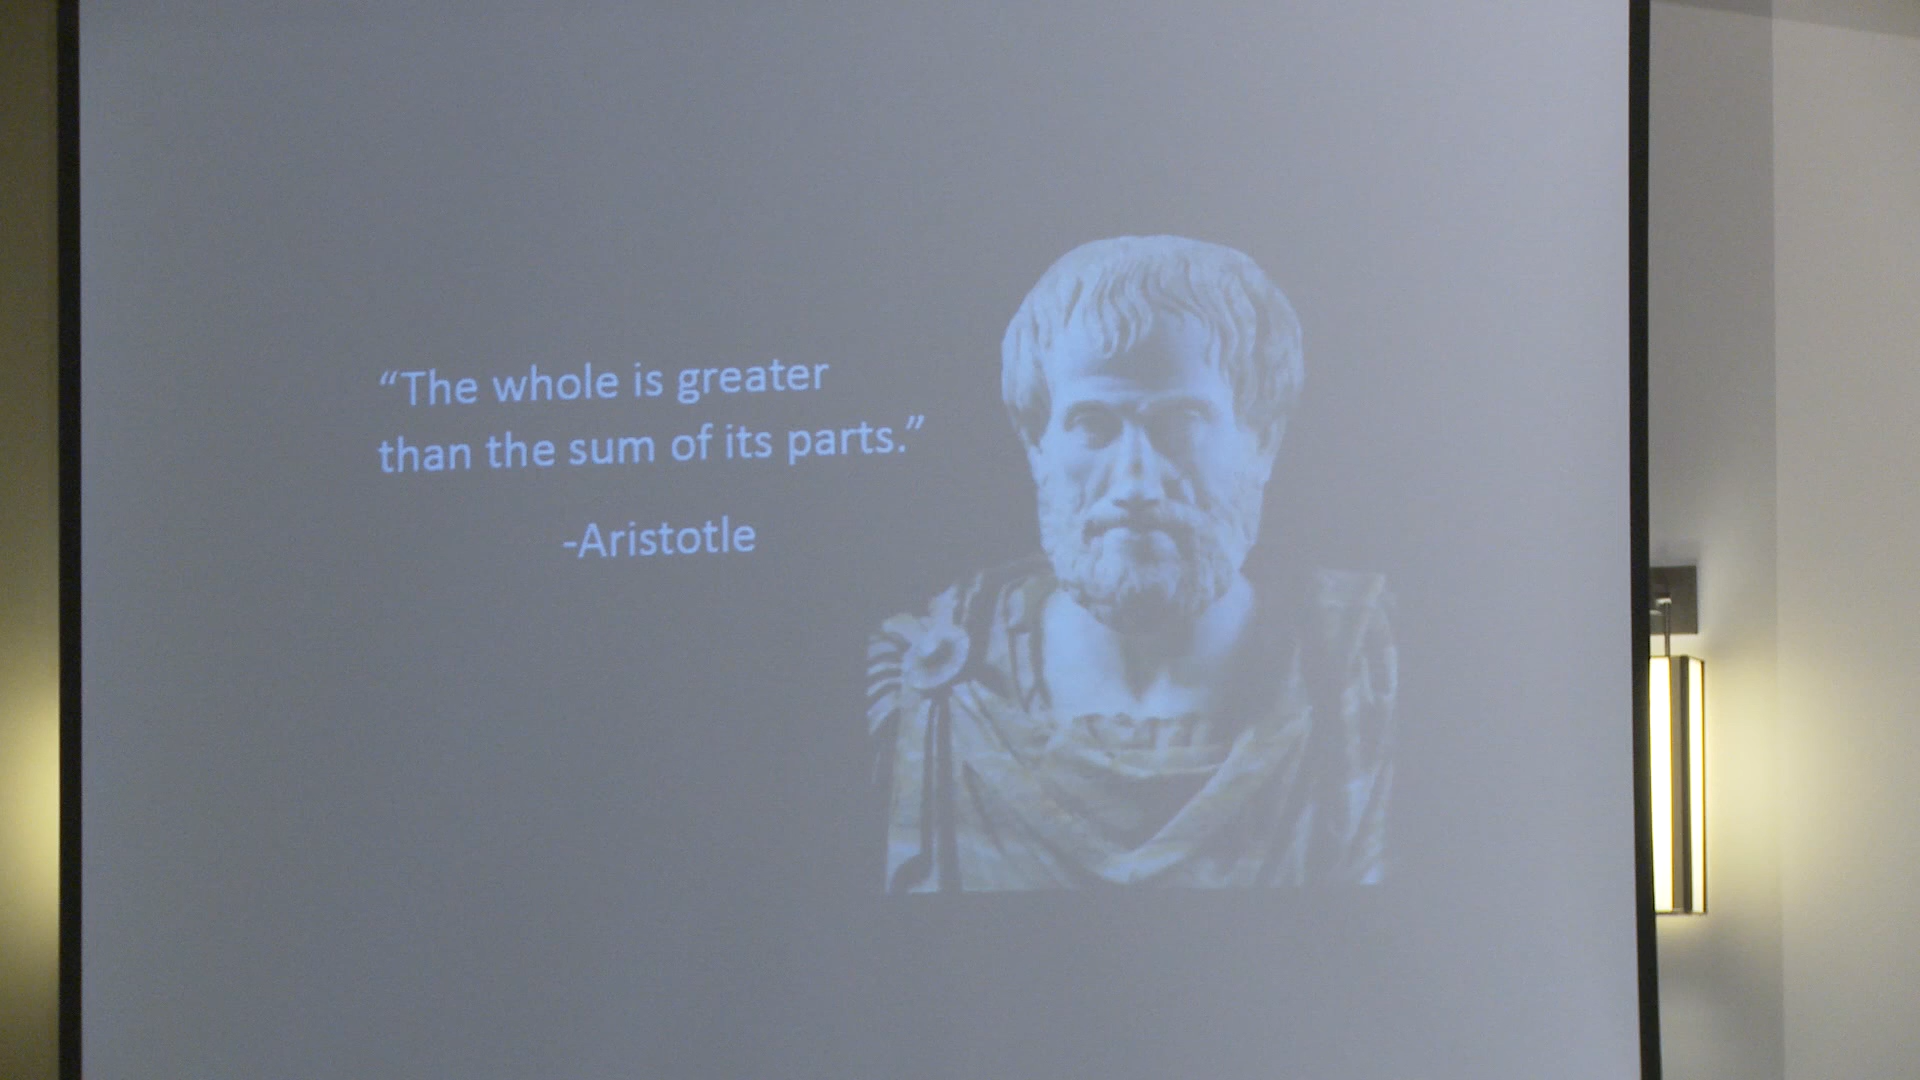 “The whole is greater
than the sum of its parts.”
-Aristotle